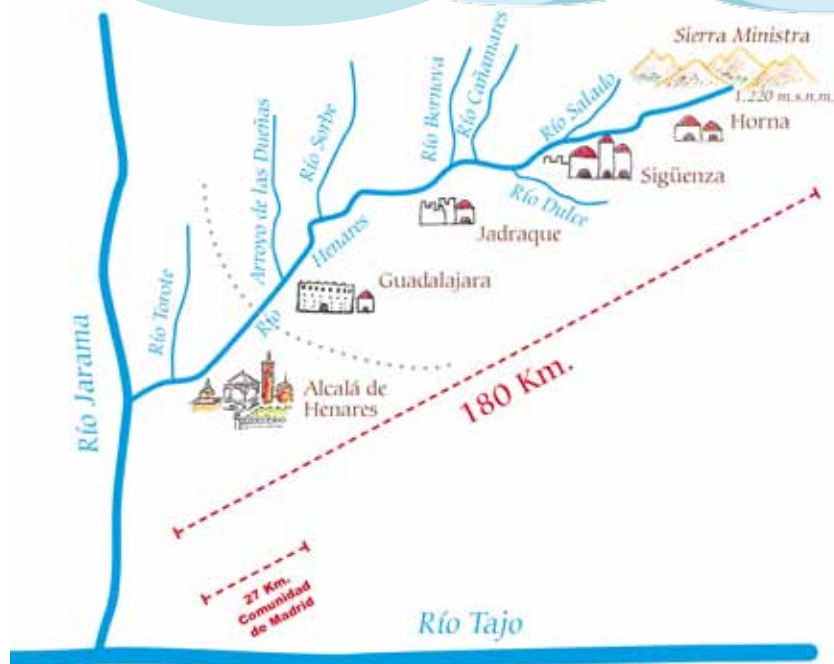 Sierra Ministra
1.220 m.s.n.m.
Horna
Río Salado
Sigüenza
Río Cañamares
Río Bornova
Río Dulce
Jadraque
Río Sorbe
Arroyo de las Dueñas
Río Henares
Guadalajara
Río Torote
Alcalá de
Henares
Río Jarama
180 Km.
27 Km.
Comunidad
de Madrid
Río Tajo